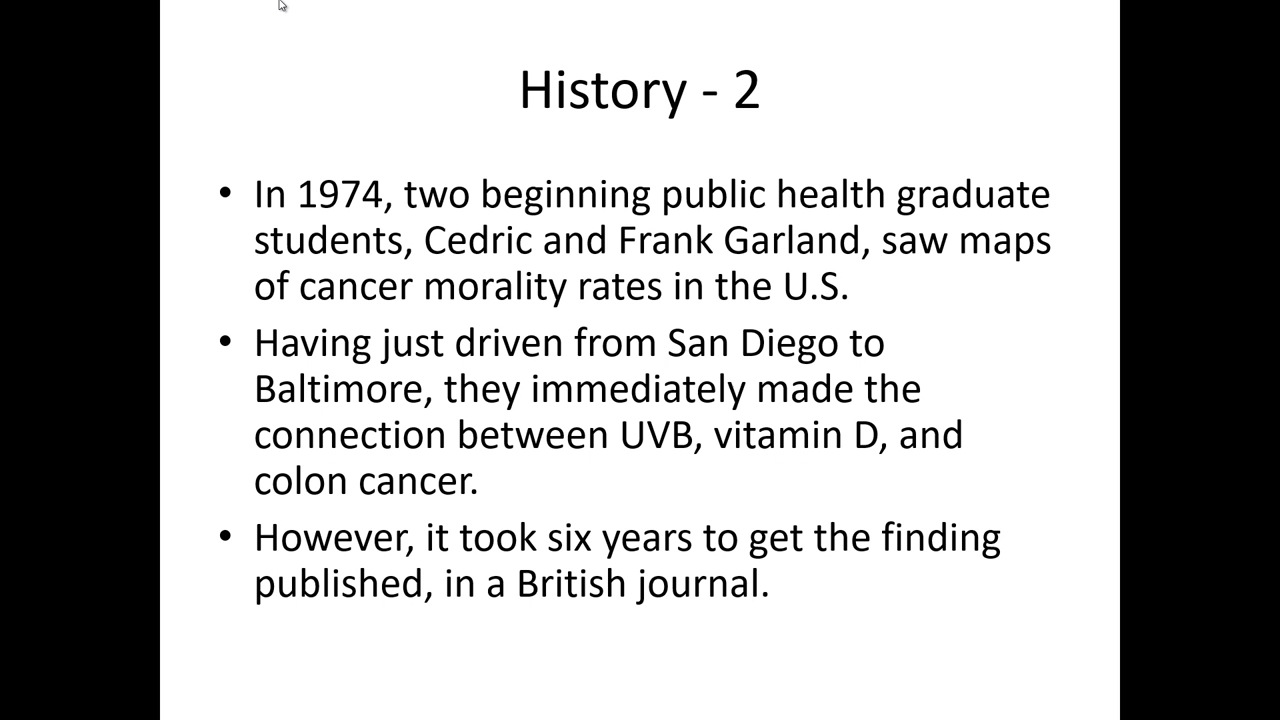 History - 2
• In 1974, two beginning public health graduate
students, Cedric and Frank Garland, saw maps
of cancer morality rates in the U.S.
• Having just driven from San Diego to
Baltimore, they immediately made the
connection between UVB, vitamin D, and
colon cancer.
• However, it took six years to get the finding
published, in a British journal.